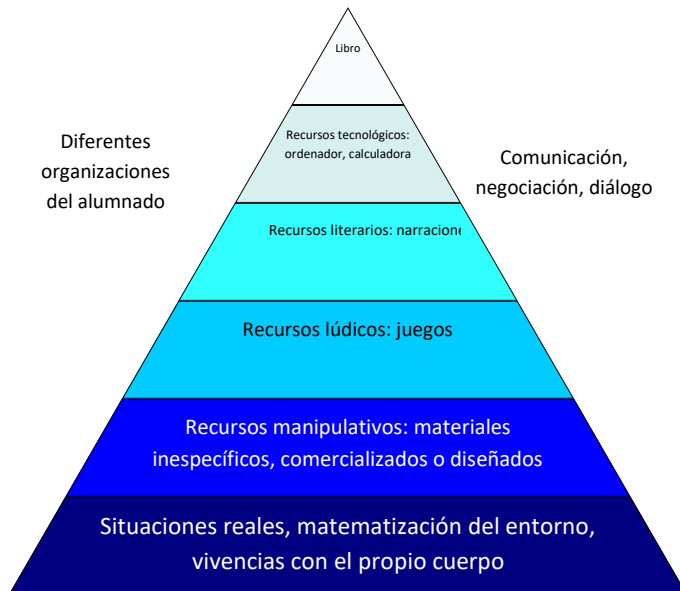 Libro
Recursos tecnológicos:
ordenador, calculadora
Diferentes
organizaciones
del alumnado
Comunicación,
negociación, diálogo
Recursos literarios: narracione
Recursos lúdicos: juegos
Recursos manipulativos: materiales
inespecíficos, comercializados o diseñados
Situaciones reales, matematización del entorno,
vivencias con el propio cuerpo